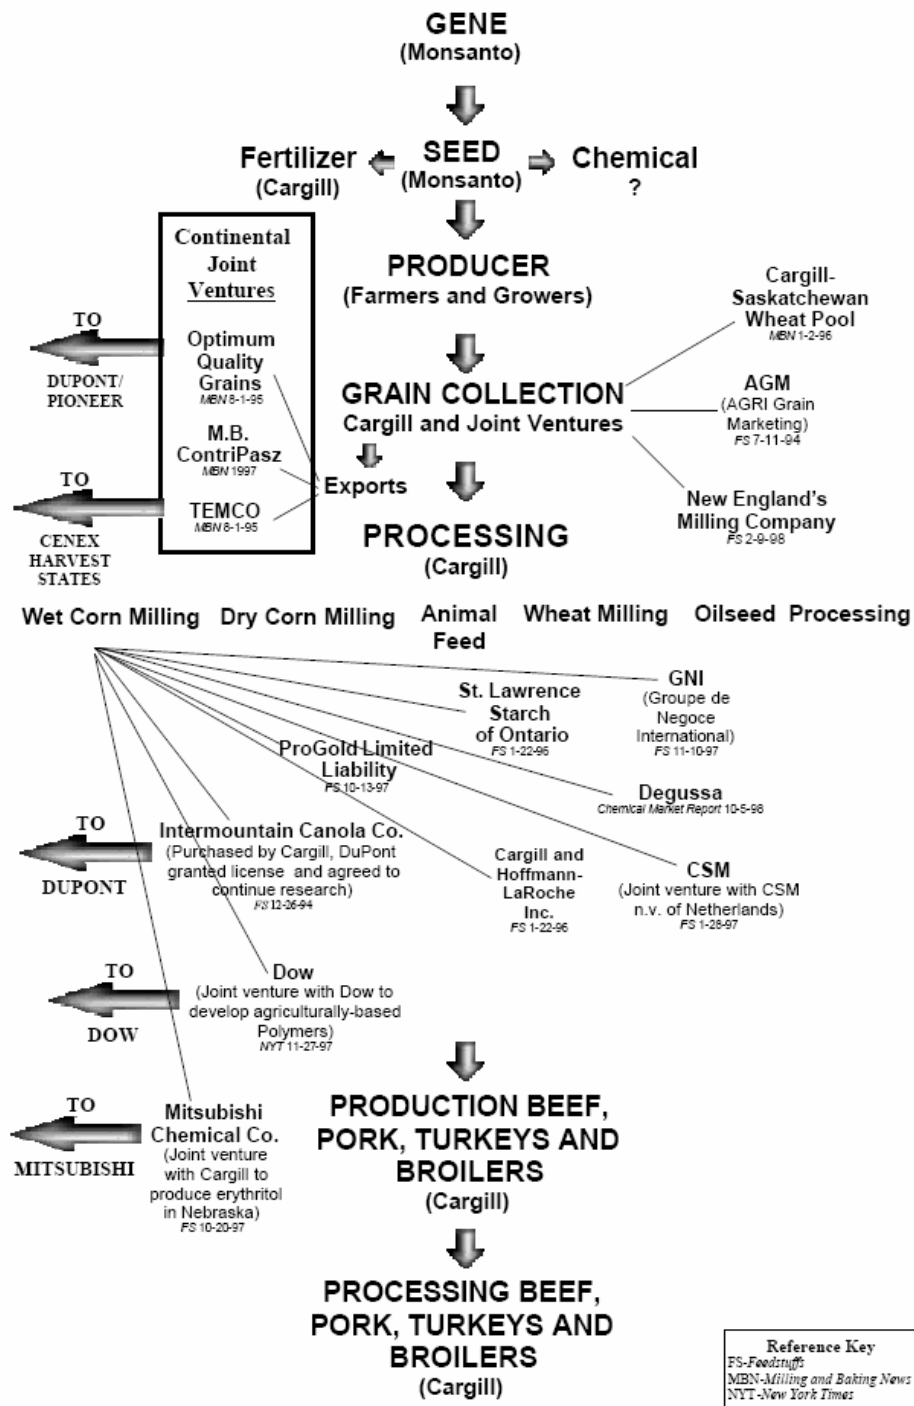 GENE
(Monsanto)
Fertilizer
(Cargill)
SEED
(Monsanto)
Chemical
?
Continental
Joint
Ventures
Optimum
Quality
Grains
MBN 8-1-95
M.B.
ContriPasz
MBN 1997
TEMCO
MBN 8-1-95
TO
DUPONT/
PIONEER
TO
CENEX
HARVEST
STATES
PRODUCER
(Farmers and Growers)
GRAIN COLLECTION
Cargill and Joint Ventures
Exports
Cargill-
Saskatchewan
Wheat Pool
MBN 1-2-96
AGM
(AGRI Grain
Marketing)
FS 7-11-94
New England's
Milling Company
FS 2-9-98
PROCESSING
(Cargill)
Wet Corn Milling
Dry Corn Milling
Animal
Feed
Wheat Milling
Oilseed Processing
GNI
(Groupe de
Negoce
International)
FS 11-10-97
St. Lawrence
Starch
of Ontario
FS 1-22-96
ProGold Limited
Liability
FS 10-13-97
Degussa
Chemical Market Report 10-5-98
TO
DUPONT
Intermountain Canola Co.
(Purchased by Cargill, DuPont
granted license and agreed to
continue research)
FS 12-26-94
Cargill and
Hoffmann-
LaRoche
Inc.
FS 1-22-96
CSM
(Joint venture with CSM
n.v. of Netherlands)
FS 1-28-97
TO
DOW
Dow
(Joint venture with Dow to
develop agriculturally-based
Polymers)
NYT 11-27-97
TO
MITSUBISHI
Mitsubishi
Chemical Co.
(Joint venture
with Cargill to
produce erythritol
in Nebraska)
FS 10-20-97
PRODUCTION BEEF,
PORK, TURKEYS AND
BROILERS
(Cargill)
PROCESSING BEEF,
PORK, TURKEYS AND
BROILERS
(Cargill)
Reference Key
FS-Feedstuffs
MBN-Milling and Baking News
NYT-New York Times